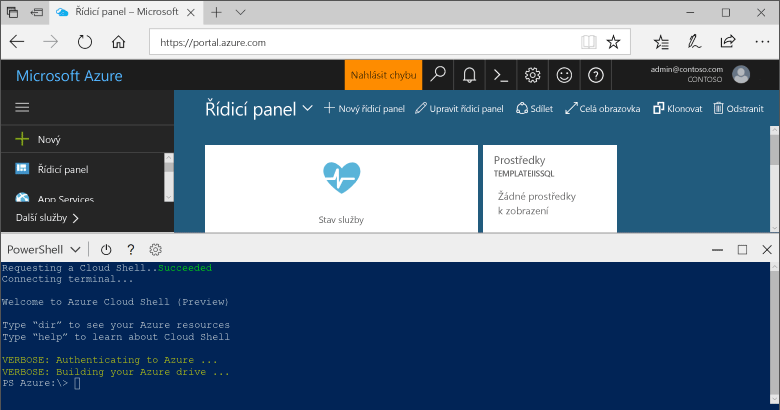 Řídicí panel – Microsoft
https://portal.azure.com
Microsoft Azure
Nahlásit chybu
admin@contoso.com
CONTOSO
Nový
Řídicí panel
App Services
Další služby
Řídicí panel
Nový řídicí panel
Upravit řídicí panel
Sdílet
Celá obrazovka
Klonovat
Odstranit
Stav služby
Prostředky
TEMPLATEIISSQL
Žádné prostředky
k zobrazení
PowerShell
Requesting a Cloud Shell..Succeeded
Connecting terminal...
Welcome to Azure Cloud Shell (Preview)
Type “dir” to see your Azure resources
Type “help” to learn about Cloud Shell
VERBOSE: Authenticating to Azure ...
VERBOSE: Building your Azure drive ...
PS Azure:\>